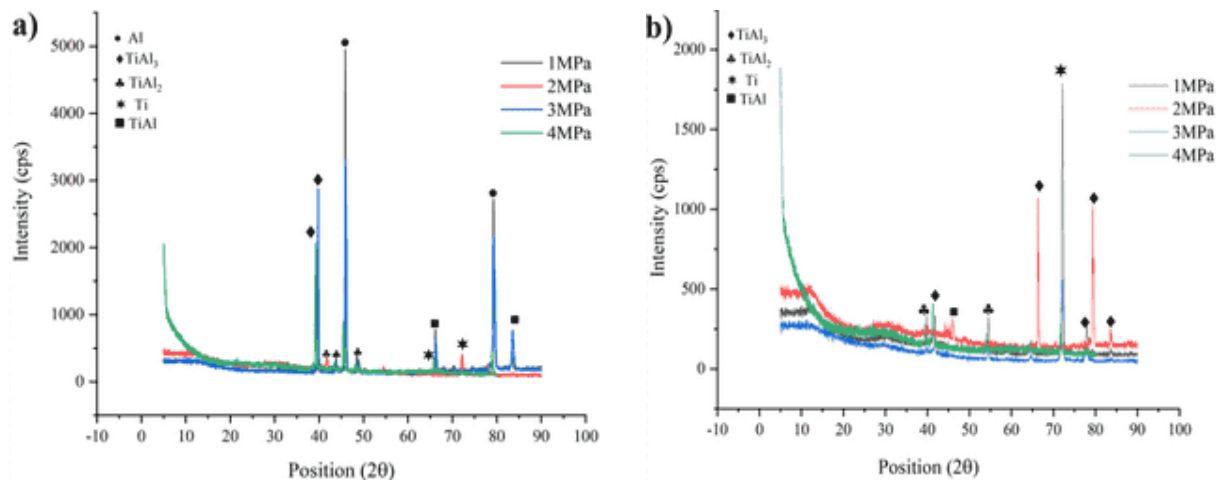 a)
Al
TiAl3
TiAl2
Ti
TiAl
1MPa
2MPa
3MPa
4MPa
5000
4000
3000
2000
1000
0
-10 0 10 20 30 40 50 60 70 80 90 100
Intensity (cps)
Position (2θ)
b)
TiAl3
TiAl2
Ti
TiAl
1MPa
2MPa
3MPa
4MPa
2000
1500
1000
500
0
-10 0 10 20 30 40 50 60 70 80 90 100
Intensity (cps)
Position (2θ)